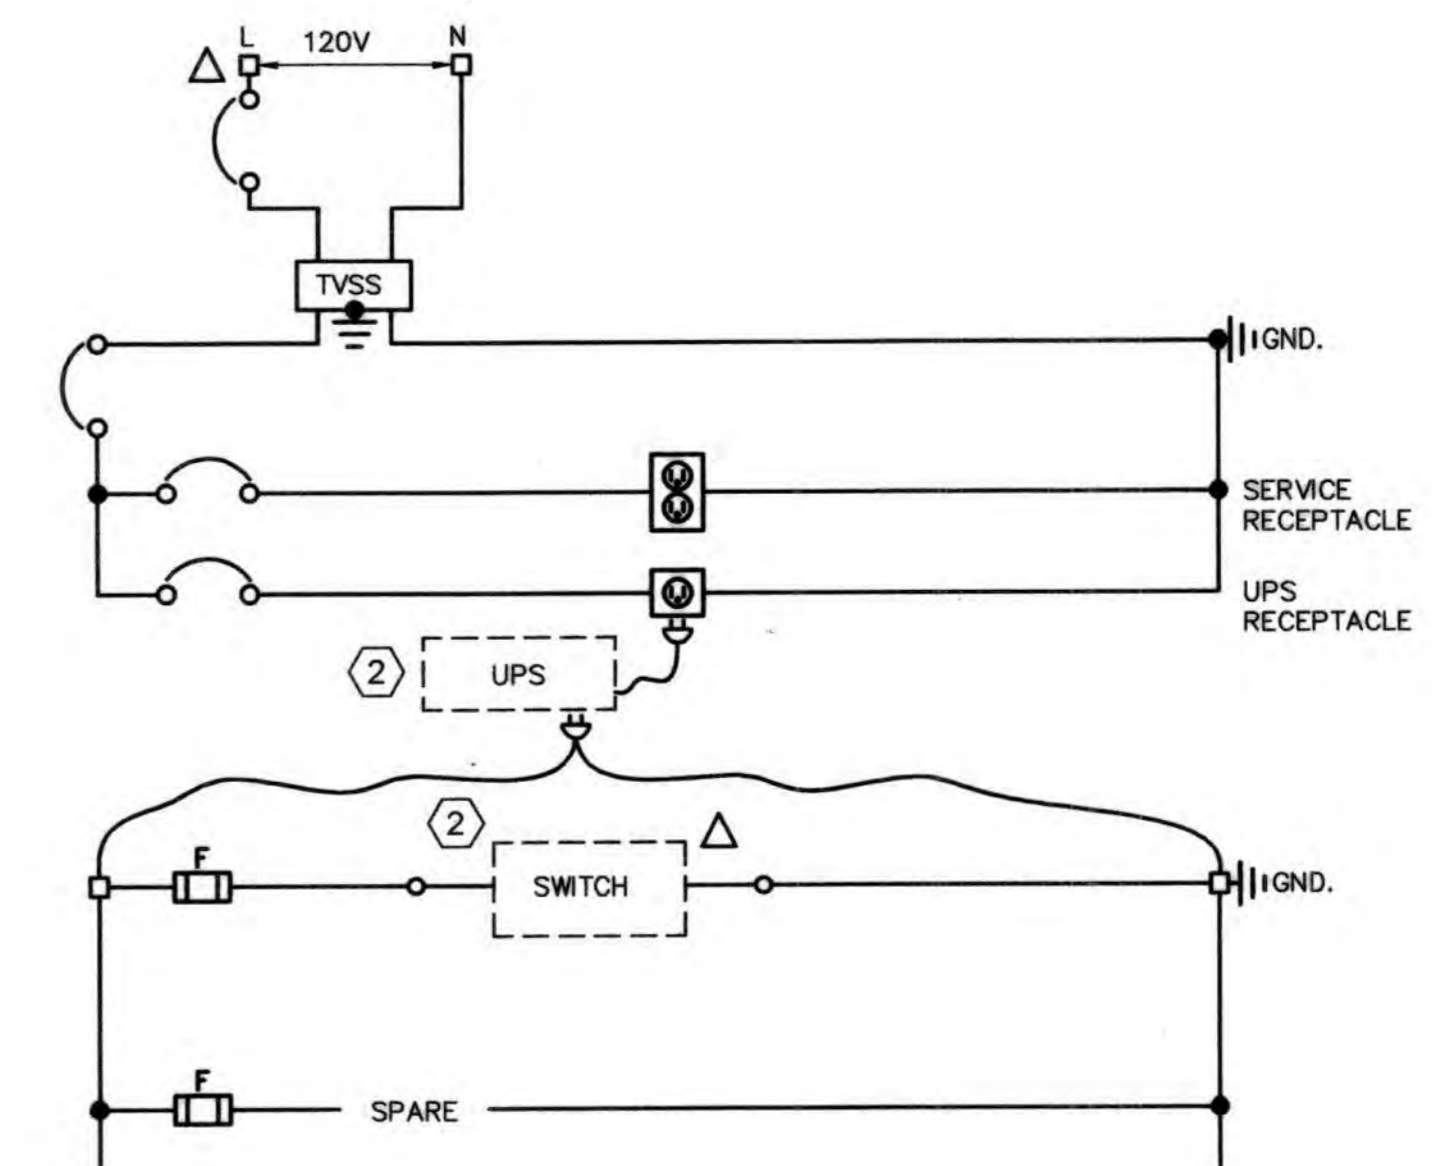 L 120V N
TVSS
GND.
SERVICE
RECEPTACLE
UPS
RECEPTACLE
2 UPS
2
F
SWITCH
GND.
F
SPARE